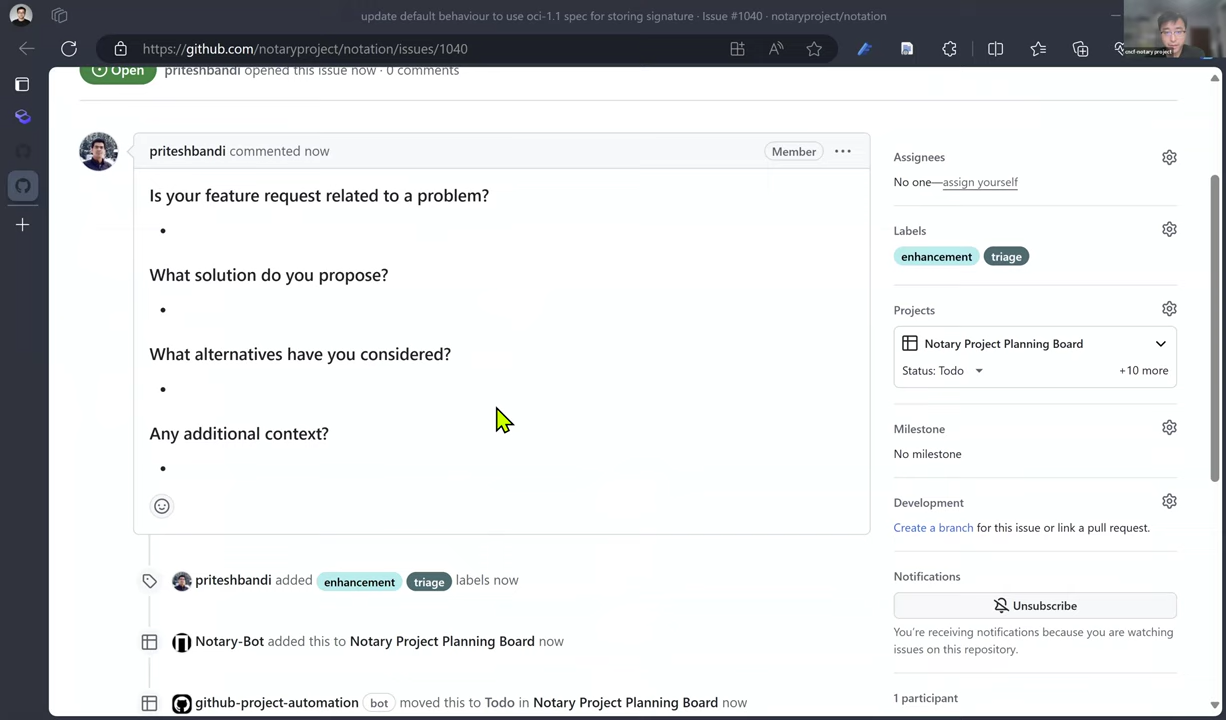 update default behaviour to use oci-1.1 spec for storing signature · Issue #1040 · notaryproject/notation
https://github.com/notaryproject/notation/issues/1040
cncf-notary project
Open priteshbandi opened this issue now · 0 comments
priteshbandi commented now
Member
Is your feature request related to a problem?
What solution do you propose?
What alternatives have you considered?
Any additional context?
priteshbandi added enhancement triage labels now
Notary-Bot added this to Notary Project Planning Board now
github-project-automation bot moved this to Todo in Notary Project Planning Board now
Assignees
No one—assign yourself
Labels
enhancement triage
Projects
Notary Project Planning Board
Status: Todo
+10 more
Milestone
No milestone
Development
Create a branch for this issue or link a pull request.
Notifications
Unsubscribe
You're receiving notifications because you are watching
issues on this repository.
1 participant